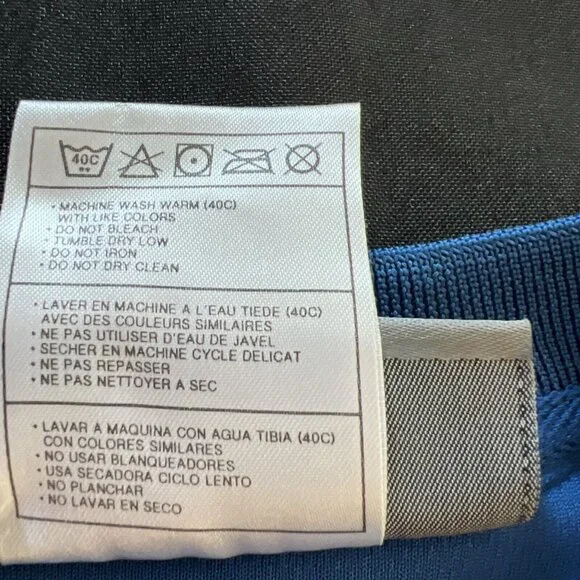 40C
• MACHINE WASH WARM (40C)
WITH LIKE COLORS
• DO NOT BLEACH
• TUMBLE DRY LOW
• DO NOT IRON
• DO NOT DRY CLEAN
• LAVER EN MACHINE A L'EAU TIEDE (40C)
AVEC DES COULEURS SIMILAIRES
• NE PAS UTILISER D'EAU DE JAVEL
• SECHER EN MACHINE CYCLE DELICAT
• NE PAS REPASSER
• NE PAS NETTOYER A SEC
• LAVAR A MAQUINA CON AGUA TIBIA (40C)
CON COLORES SIMILARES
• NO USAR BLANQUEADORES
• USA SECADORA CICLO LENTO
• NO PLANCHAR
• NO LAVAR EN SECO